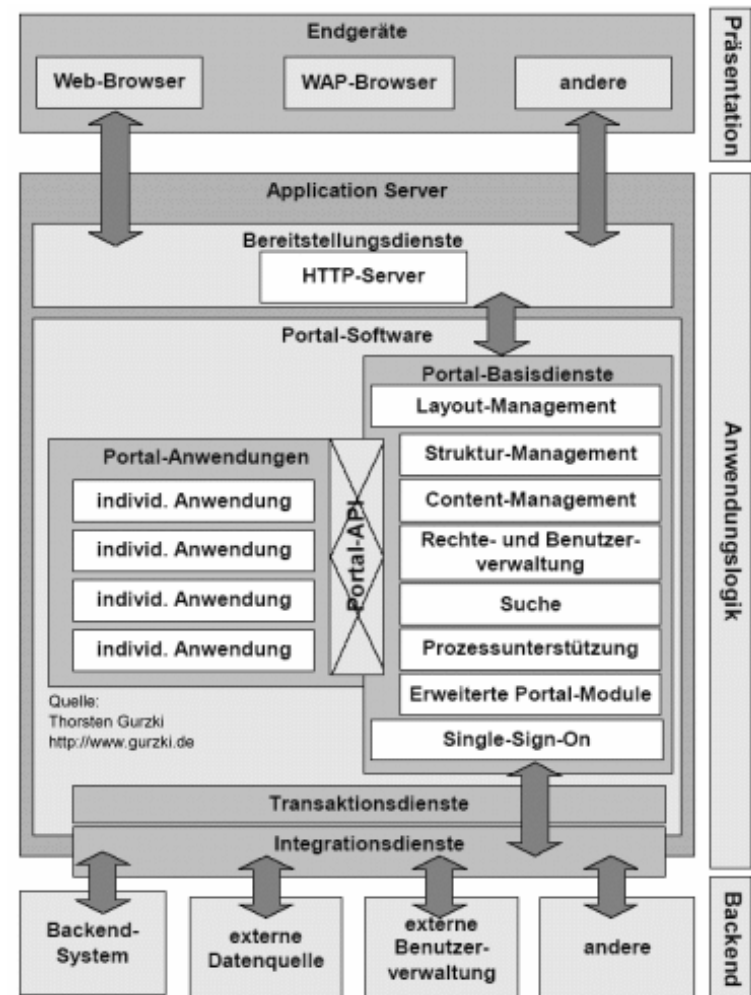 Endgeräte
Web-Browser
WAP-Browser
andere
Präsentation
Application Server
Bereitstellungsdienste
HTTP-Server
Portal-Software
Portal-Basisdienste
Layout-Management
Struktur-Management
Content-Management
Rechte- und Benutzer-
verwaltung
Suche
Prozessunterstützung
Erweiterte Portal-Module
Single-Sign-On
Portal-Anwendungen
individ. Anwendung
individ. Anwendung
individ. Anwendung
individ. Anwendung
Portal-API
Quelle:
Thorsten Gurzki
http://www.gurzki.de
Transaktionsdienste
Integrationsdienste
Anwendungslogik
Backend-
System
externe
Datenquelle
externe
Benutzer-
verwaltung
andere
Backend